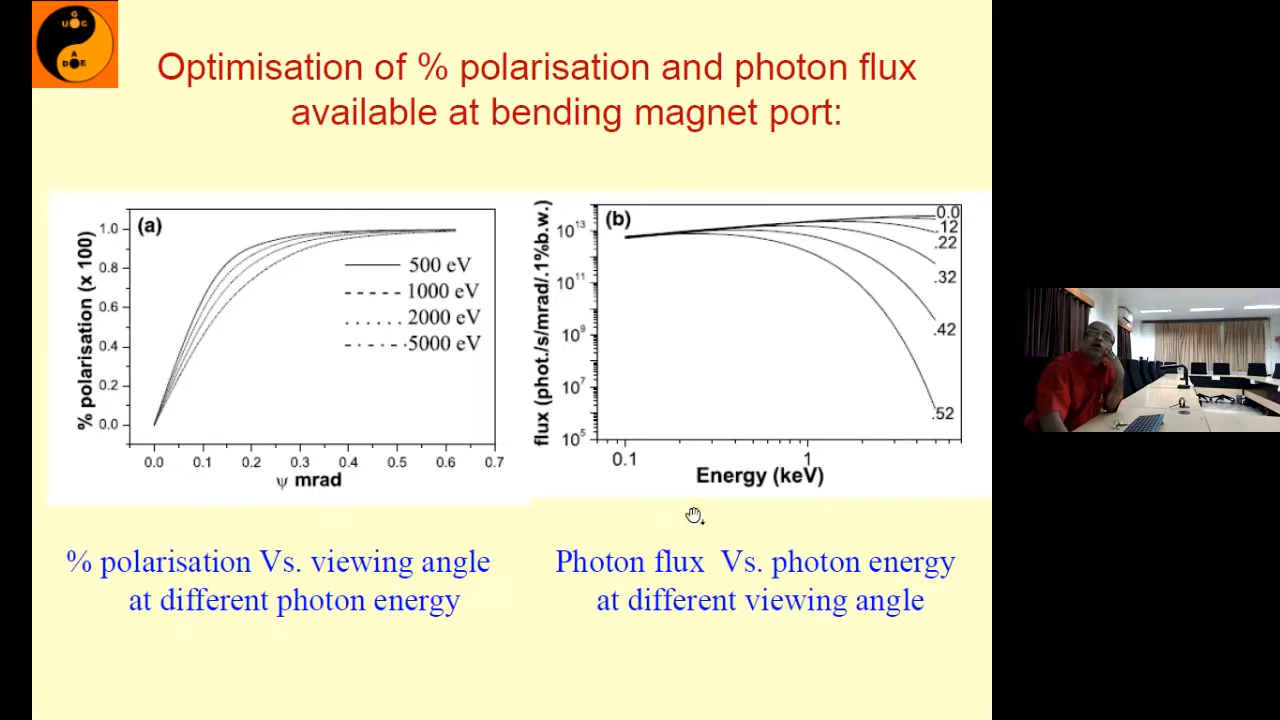 G
U G C
A
D A E
Optimisation of % polarisation and photon flux
available at bending magnet port:
(a)
% polarisation (x 100)
1.0
0.8
0.6
0.4
0.2
0.0
500 eV
1000 eV
2000 eV
5000 eV
0.0 0.1 0.2 0.3 0.4 0.5 0.6 0.7
ψ mrad
(b)
flux (phot./s/mrad/.1%b.w.)
10¹³
10¹¹
10⁹
10⁷
10⁵
0.0
.12
.22
.32
.42
.52
0.1 1
Energy (keV)
% polarisation Vs. viewing angle
at different photon energy
Photon flux Vs. photon energy
at different viewing angle